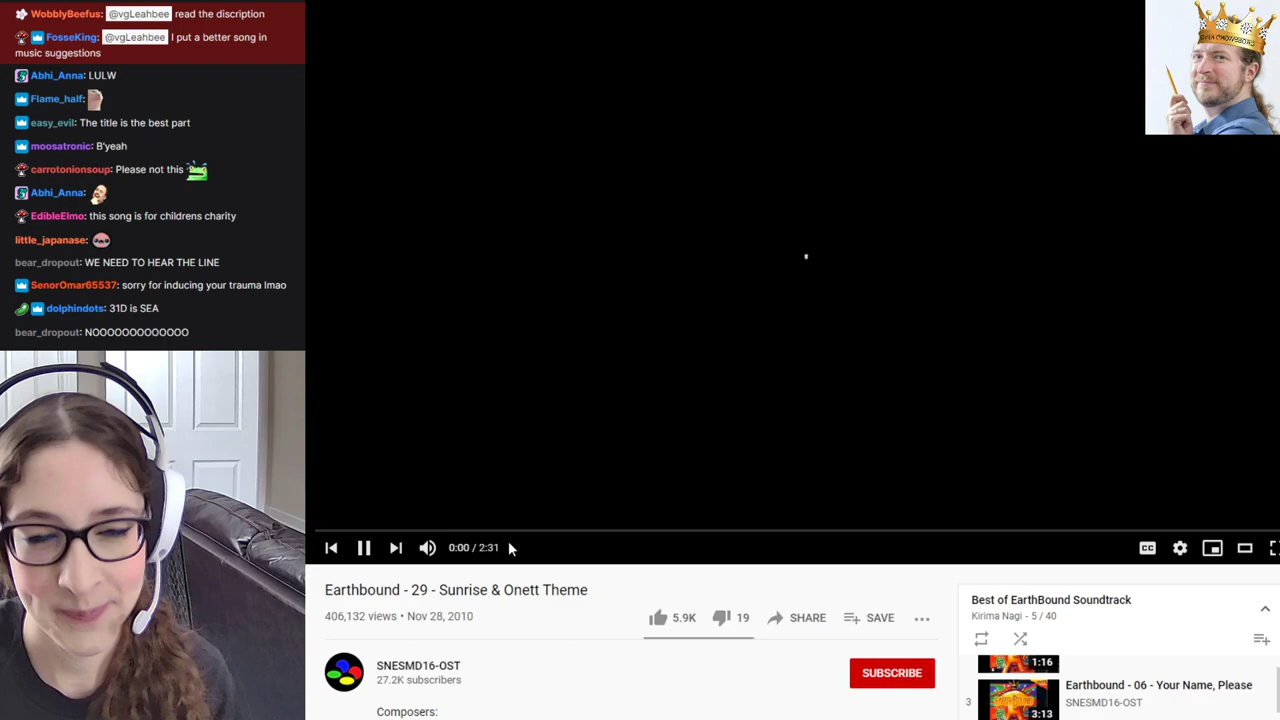 WobblyBeefus: @vgLeahbee read the discription
FosseKing: @vgLeahbee I put a better song in
music suggestions
Abhi_Anna: LULW
Flame_half:
easy_evil: The title is the best part
moosatronic: B'yeah
carrotonionsoup: Please not this
Abhi_Anna:
EdibleElmo: this song is for childrens charity
little_japanase:
bear_dropout: WE NEED TO HEAR THE LINE
SenorOmar65537: sorry for inducing your trauma lmao
dolphindots: 31D is SEA
bear_dropout: NOOOOOOOOOOOOO
0:00 / 2:31
Earthbound - 29 - Sunrise & Onett Theme
406,132 views • Nov 28, 2010
5.9K
19
SHARE
SAVE
SNESMD16-OST
27.2K subscribers
SUBSCRIBE
Composers:
Best of EarthBound Soundtrack
Kirima Nagi - 5 / 40
1:16
3
3:13
Earthbound - 06 - Your Name, Please
SNESMD16-OST